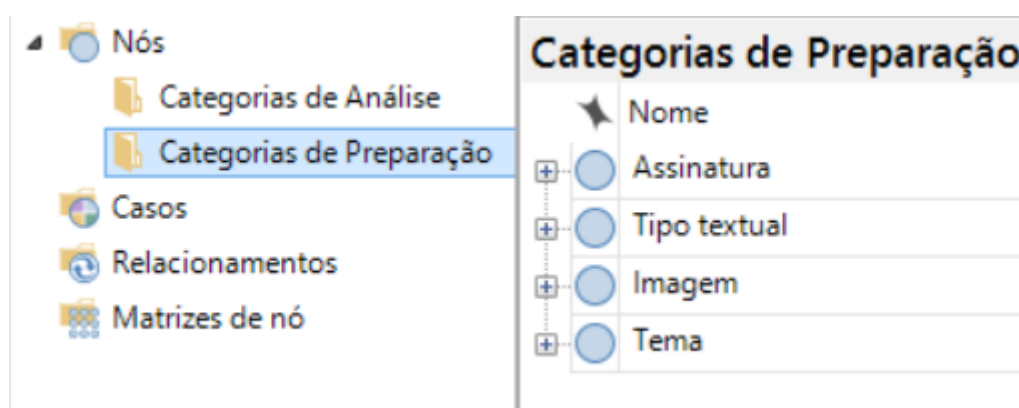 Nós
Categorias de Análise
Categorias de Preparação
Casos
Relacionamentos
Matrizes de nó
Categorias de Preparação
Nome
Assinatura
Tipo textual
Imagem
Tema